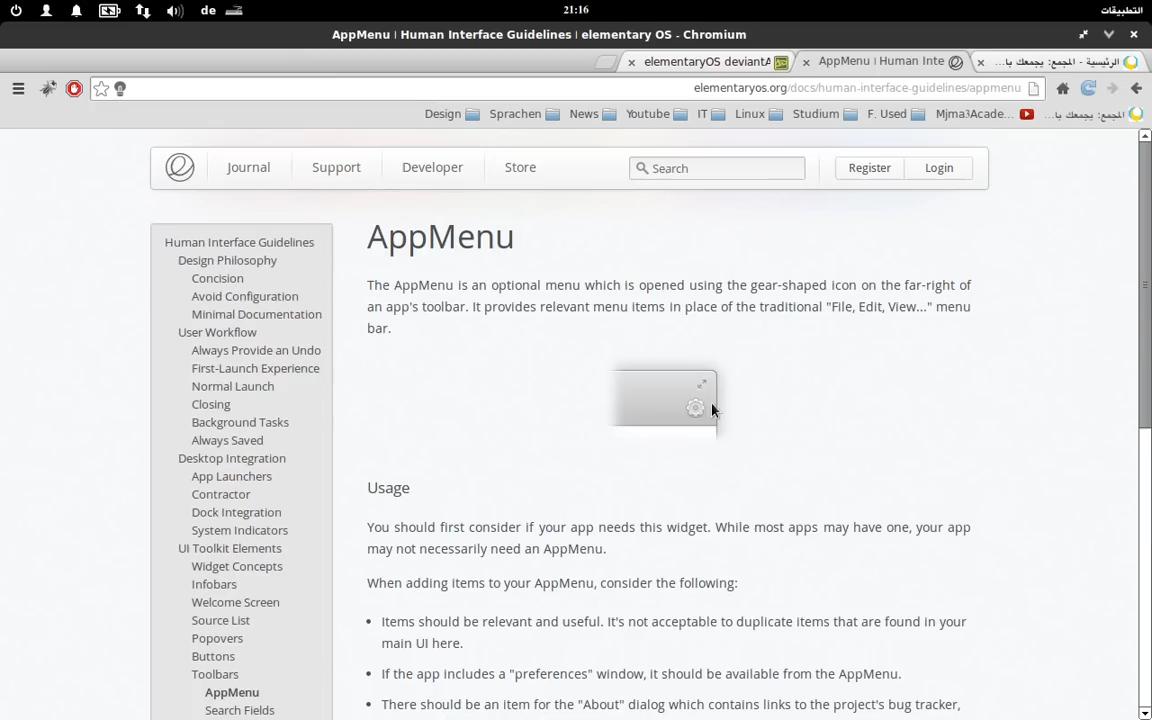 de
21:16
التطبيقات
AppMenu | Human Interface Guidelines | elementary OS - Chromium
elementaryOS deviantA
AppMenu | Human Inte
الرئيسية - المجمع: يجمعك با...
elementaryos.org/docs/human-interface-guidelines/appmenu
Design
Sprachen
News
Youtube
IT
Linux
Studium
F. Used
Mjma3Acade...
المجمع: يجمعك با...
Journal
Support
Developer
Store
Search
Register
Login
Human Interface Guidelines
Design Philosophy
Concision
Avoid Configuration
Minimal Documentation
User Workflow
Always Provide an Undo
First-Launch Experience
Normal Launch
Closing
Background Tasks
Always Saved
Desktop Integration
App Launchers
Contractor
Dock Integration
System Indicators
UI Toolkit Elements
Widget Concepts
Infobars
Welcome Screen
Source List
Popovers
Buttons
Toolbars
AppMenu
Search Fields
AppMenu
The AppMenu is an optional menu which is opened using the gear-shaped icon on the far-right of
an app's toolbar. It provides relevant menu items in place of the traditional "File, Edit, View..." menu
bar.
Usage
You should first consider if your app needs this widget. While most apps may have one, your app
may not necessarily need an AppMenu.
When adding items to your AppMenu, consider the following:
• Items should be relevant and useful. It's not acceptable to duplicate items that are found in your
main UI here.
• If the app includes a "preferences" window, it should be available from the AppMenu.
• There should be an item for the "About" dialog which contains links to the project's bug tracker,